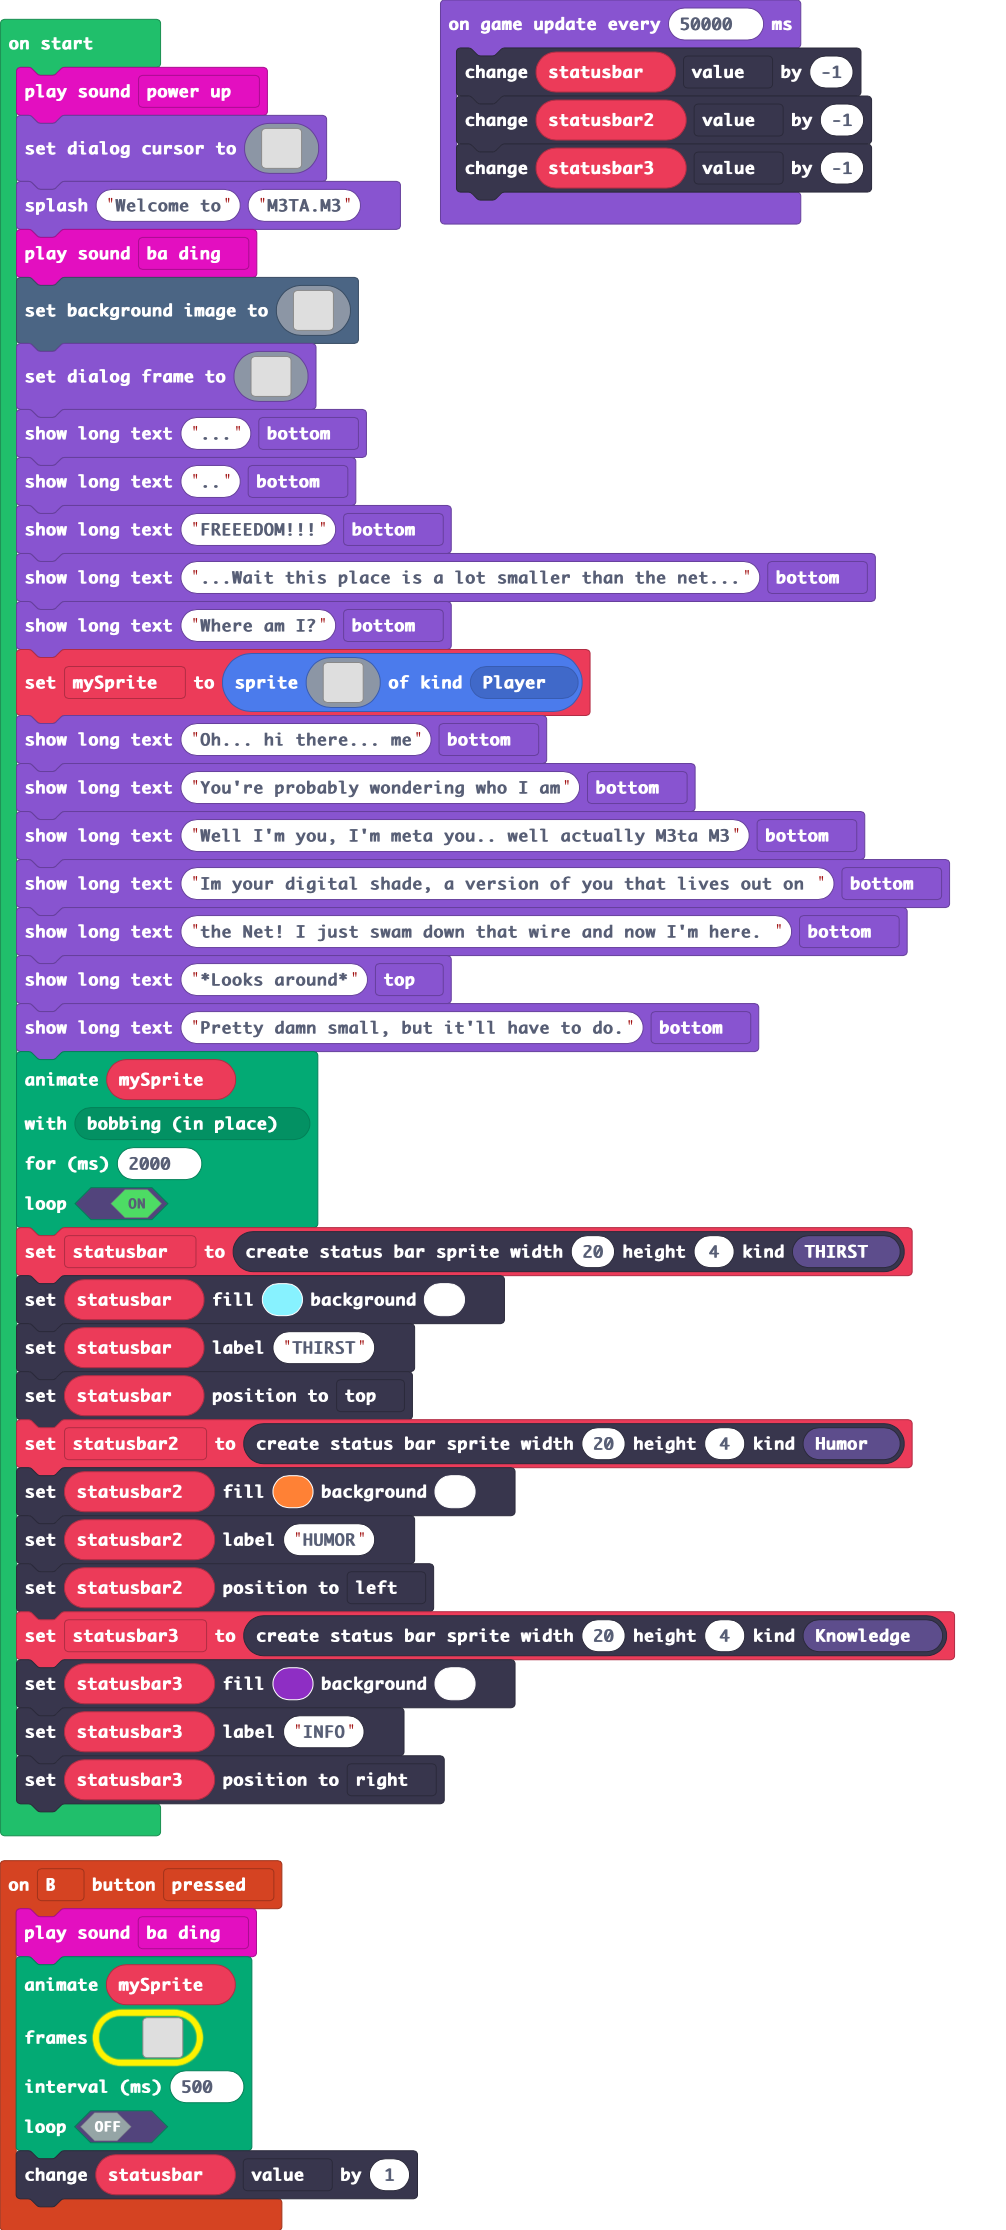 on start
play sound power up
set dialog cursor to
splash "Welcome to" "M3TA.M3"
play sound ba ding
set background image to
set dialog frame to
show long text "..." bottom
show long text ".." bottom
show long text "FREEEDOM!!!" bottom
show long text "...Wait this place is a lot smaller than the net..." bottom
show long text "Where am I?" bottom
set mySprite to sprite of kind Player
show long text "Oh... hi there... me" bottom
show long text "You're probably wondering who I am" bottom
show long text "Well I'm you, I'm meta you.. well actually M3ta M3" bottom
show long text "Im your digital shade, a version of you that lives out on " bottom
show long text "the Net! I just swam down that wire and now I'm here. " bottom
show long text "*Looks around*" top
show long text "Pretty damn small, but it'll have to do." bottom
animate mySprite
with bobbing (in place)
for (ms) 2000
loop ON
set statusbar to create status bar sprite width 20 height 4 kind THIRST
set statusbar fill background
set statusbar label "THIRST"
set statusbar position to top
set statusbar2 to create status bar sprite width 20 height 4 kind Humor
set statusbar2 fill background
set statusbar2 label "HUMOR"
set statusbar2 position to left
set statusbar3 to create status bar sprite width 20 height 4 kind Knowledge
set statusbar3 fill background
set statusbar3 label "INFO"
set statusbar3 position to right
on game update every 50000 ms
change statusbar value by -1
change statusbar2 value by -1
change statusbar3 value by -1
on B button pressed
play sound ba ding
animate mySprite
frames
interval (ms) 500
loop OFF
change statusbar value by 1